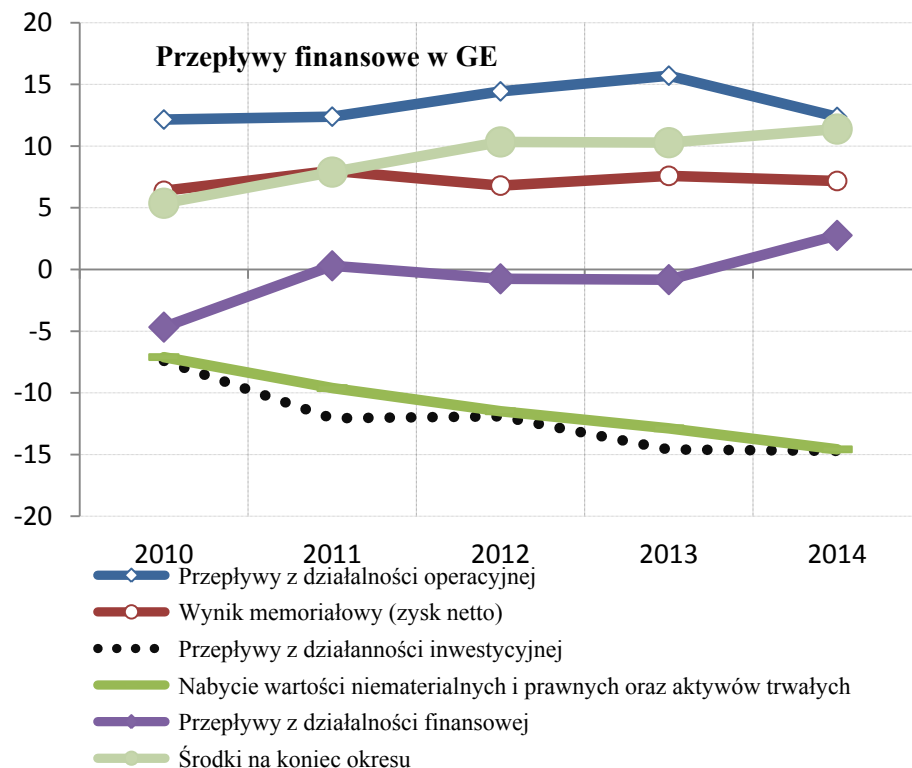 Przepływy finansowe w GE
20
15
10
5
0
-5
-10
-15
-20
2010 2011 2012 2013 2014
Przepływy z działalności operacyjnej
Wynik memoriałowy (zysk netto)
Przepływy z działanności inwestycyjnej
Nabycie wartości niematerialnych i prawnych oraz aktywów trwałych
Przepływy z działalności finansowej
Środki na koniec okresu